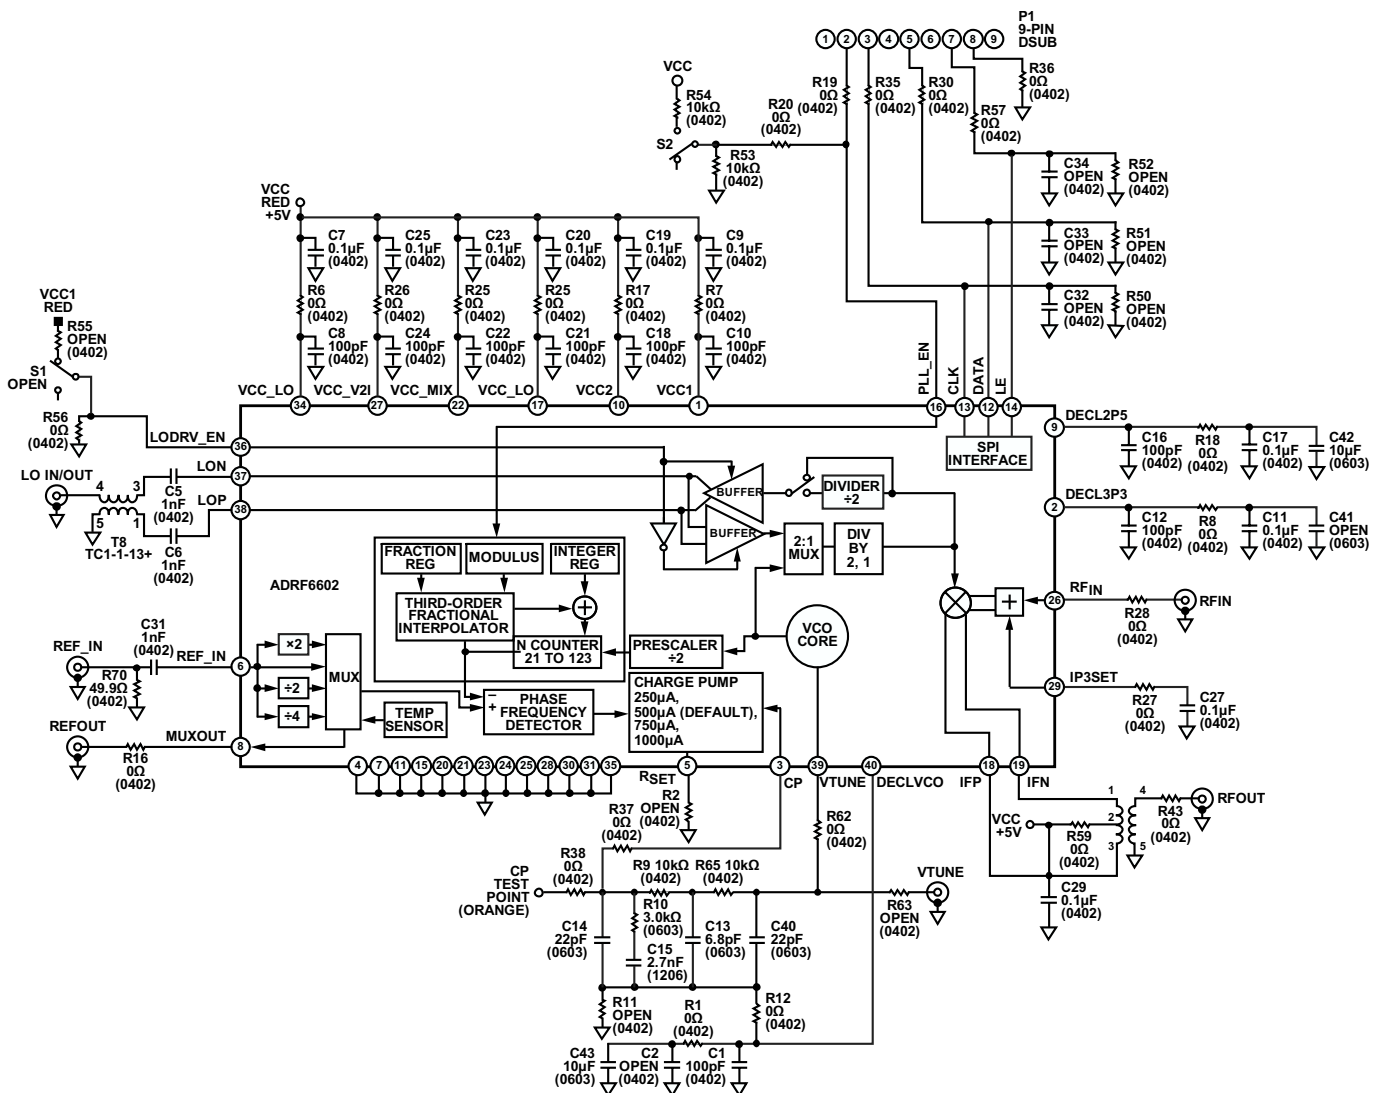 P1
9-PIN
DSUB
1 2 3 4 5 6 7 8 9
VCC
R54
10kΩ
(0402)
S2
R53
10kΩ
(0402)
R20
0Ω
(0402)
R19
0Ω
(0402)
R35
0Ω
(0402)
R30
0Ω
(0402)
R57
0Ω
(0402)
R36
0Ω
(0402)
C34
OPEN
(0402)
R52
OPEN
(0402)
C33
OPEN
(0402)
R51
OPEN
(0402)
C32
OPEN
(0402)
R50
OPEN
(0402)
VCC
RED
+5V
C7
0.1µF
(0402)
C25
0.1µF
(0402)
C23
0.1µF
(0402)
C20
0.1µF
(0402)
C19
0.1µF
(0402)
C9
0.1µF
(0402)
R6
0Ω
(0402)
R26
0Ω
(0402)
R25
0Ω
(0402)
R25
0Ω
(0402)
R17
0Ω
(0402)
R7
0Ω
(0402)
C8
100pF
(0402)
C24
100pF
(0402)
C22
100pF
(0402)
C21
100pF
(0402)
C18
100pF
(0402)
C10
100pF
(0402)
VCC1
RED
R55
OPEN
(0402)
S1
OPEN
R56
0Ω
(0402)
VCC_LO
34
VCC_V2I
27
VCC_MIX
22
VCC_LO
17
VCC2
10
VCC1
1
PLL_EN
16
CLK
13
DATA
12
LE
14
SPI
INTERFACE
LODRV_EN
36
LON
37
LOP
38
LO IN/OUT
4 3
5 1
T8
TC1-1-13+
C5
1nF
(0402)
C6
1nF
(0402)
ADRF6602
FRACTION
REG
MODULUS
INTEGER
REG
THIRD-ORDER
FRACTIONAL
INTERPOLATOR
+
N COUNTER
21 TO 123
BUFFER
BUFFER
DIVIDER
÷2
2:1
MUX
DIV
BY
2, 1
VCO
CORE
PRESCALER
÷2
+
9
DECL2P5
C16
100pF
(0402)
R18
0Ω
(0402)
C17
0.1µF
(0402)
C42
10µF
(0603)
2
DECL3P3
C12
100pF
(0402)
R8
0Ω
(0402)
C11
0.1µF
(0402)
C41
OPEN
(0603)
26
RFIN
R28
0Ω
(0402)
RFIN
29
IP3SET
R27
0Ω
(0402)
C27
0.1µF
(0402)
REF_IN
C31
1nF
(0402)
R70
49.9Ω
(0402)
REF_IN
6
×2
÷2
÷4
MUX
TEMP
SENSOR
REFOUT
R16
0Ω
(0402)
MUXOUT
8
−
+
PHASE
FREQUENCY
DETECTOR
CHARGE PUMP
250µA,
500µA (DEFAULT),
750µA,
1000µA
4 7 11 15 20 21 23 24 25 28 30 31 35
RSET
5
3
CP
39
VTUNE
40
DECLVCO
IFP
18
19
IFN
R2
OPEN
(0402)
R37
0Ω
(0402)
R38
0Ω
(0402)
CP
TEST
POINT
(ORANGE)
R9 10kΩ
(0402)
R65 10kΩ
(0402)
R62
0Ω
(0402)
R63
OPEN
(0402)
VTUNE
C14
22pF
(0603)
R10
3.0kΩ
(0603)
C15
2.7nF
(1206)
C13
6.8pF
(0603)
C40
22pF
(0603)
R11
OPEN
(0402)
R1
0Ω
(0402)
R12
0Ω
(0402)
C43
10µF
(0603)
C2
OPEN
(0402)
C1
100pF
(0402)
VCC
+5V
R59
0Ω
(0402)
C29
0.1µF
(0402)
1
2
3
4
5
R43
0Ω
(0402)
RFOUT